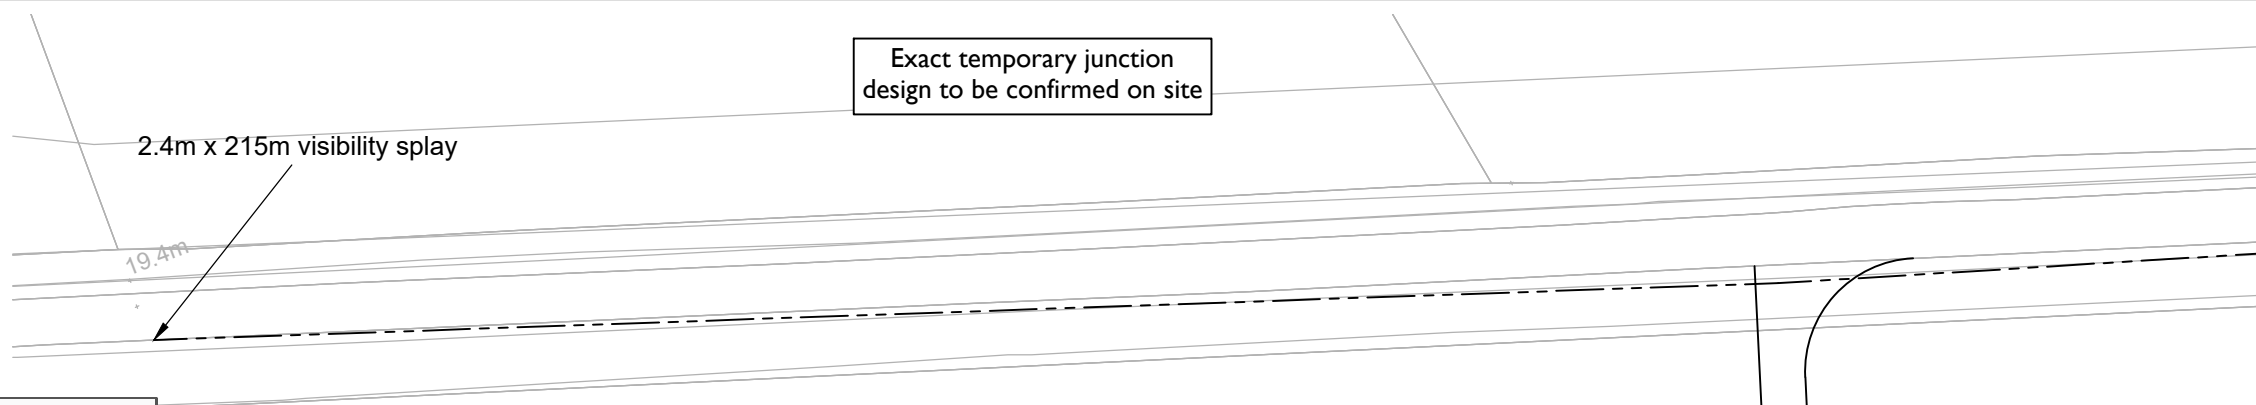 Exact temporary junction
design to be confirmed on site
2.4m x 215m visibility splay
19.4m